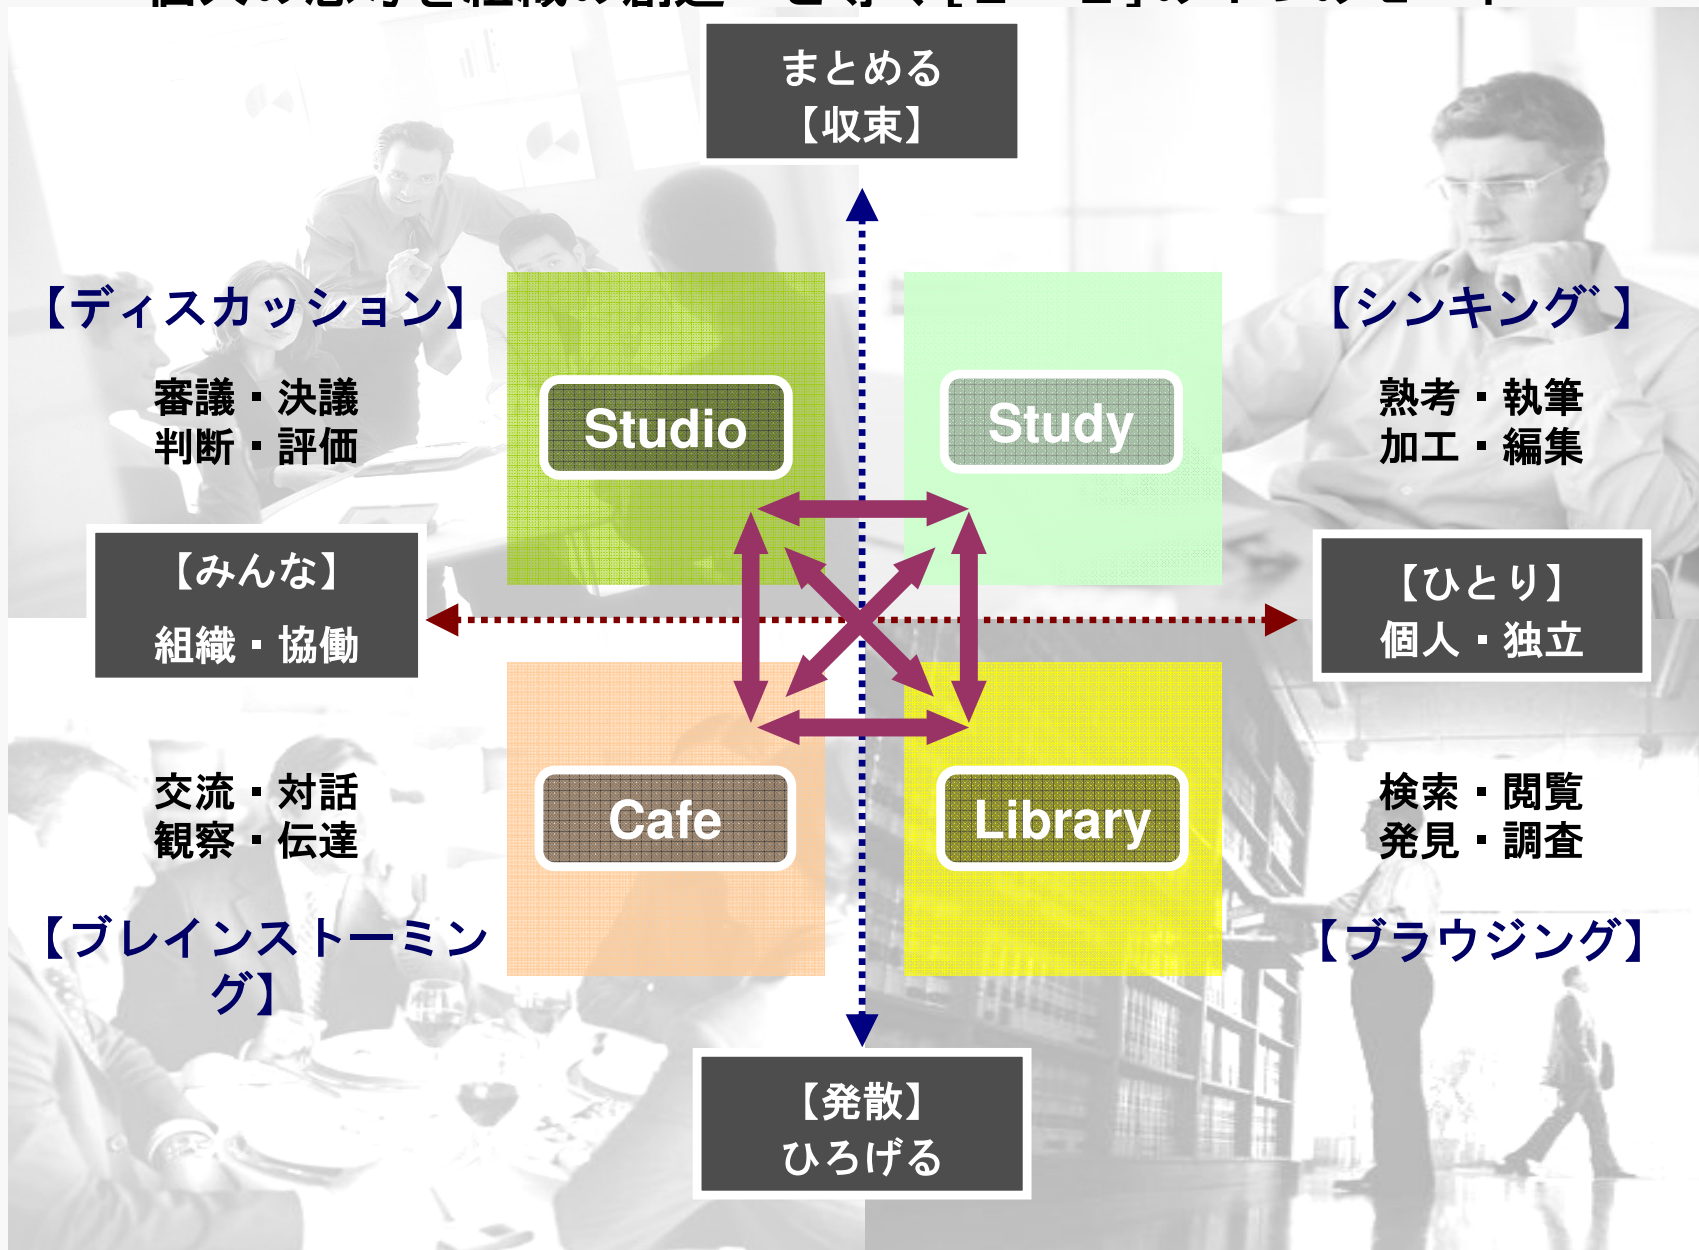 まとめる
【収束】
【ディスカッション】
審議・決議
判断・評価
Studio
Study
【シンキング】
熟考・執筆
加工・編集
【みんな】
組織・協働
【ひとり】
個人・独立
交流・対話
観察・伝達
【ブレインストーミン
グ】
Cafe
Library
検索・閲覧
発見・調査
【ブラウジング】
【発散】
ひろげる